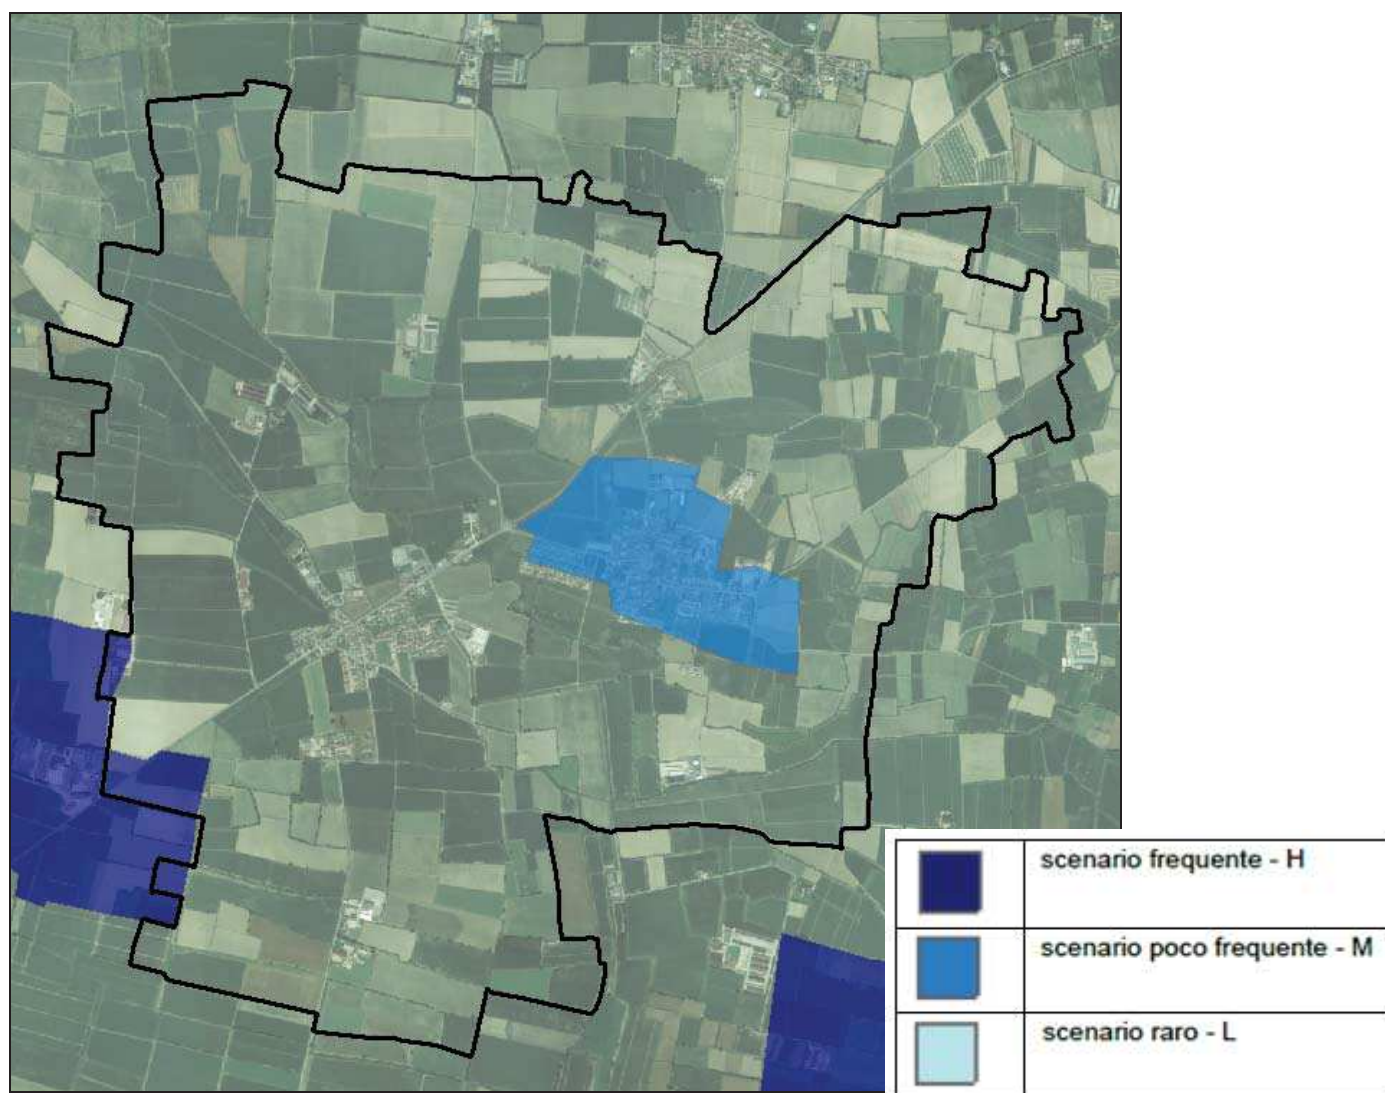 scenario frequente - H
scenario poco frequente - M
scenario raro - L